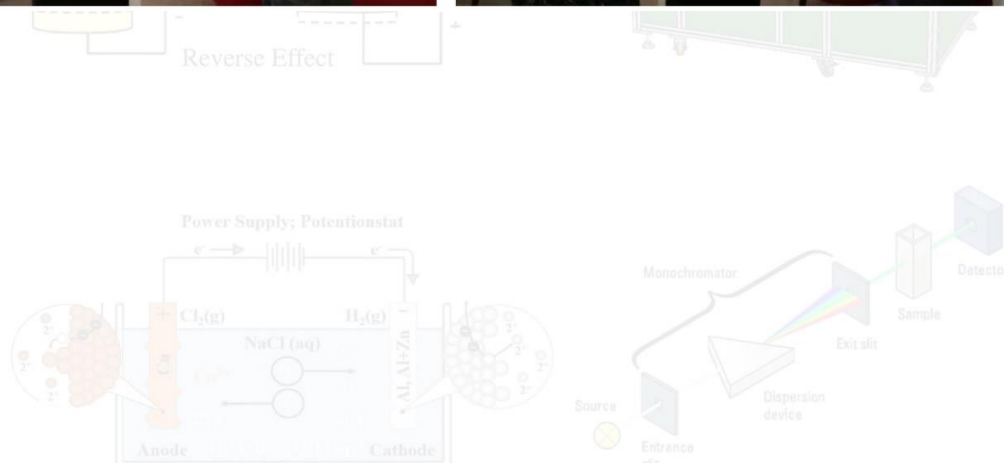 Reverse Effect
Power Supply; Potentionstat
e⁻ e⁻
Cl₂(g) H₂(g)
NaCl (aq)
Cu
Al, Al+Zn
Anode Cathode
Monochromator
Detecto
Sample
Exit slit
Dispersion
device
Source
Entrance